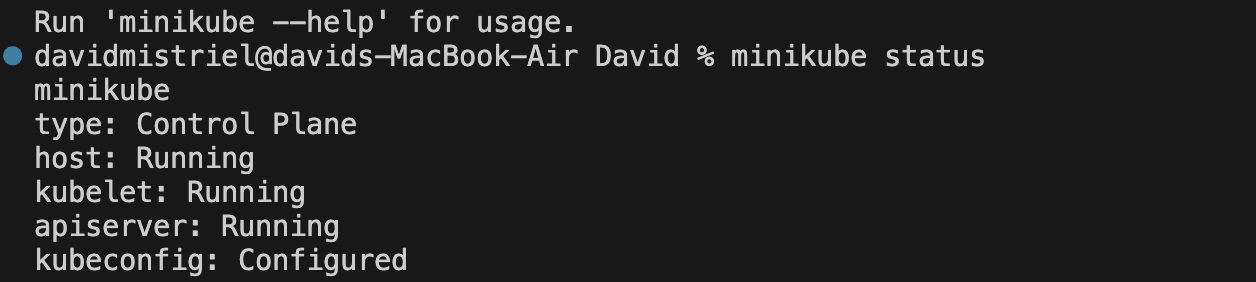 Run 'minikube --help' for usage.
davidmistriel@davids-MacBook-Air David % minikube status
minikube
type: Control Plane
host: Running
kubelet: Running
apiserver: Running
kubeconfig: Configured